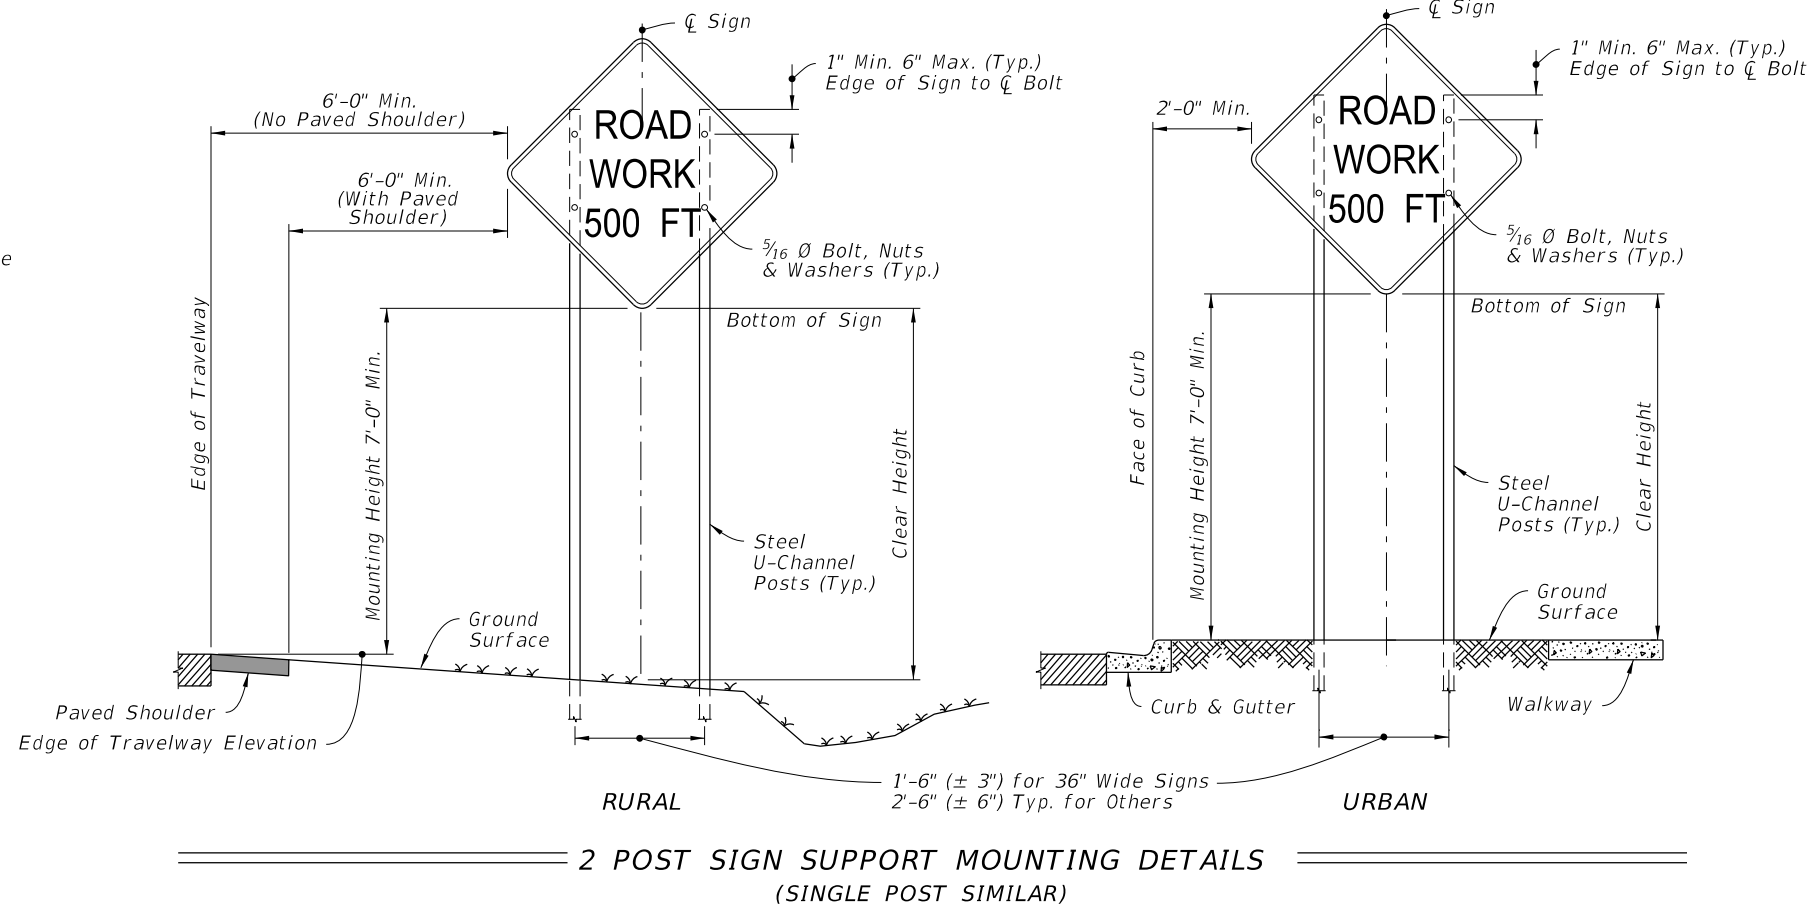 ℄ Sign
1" Min. 6" Max. (Typ.)
Edge of Sign to ℄ Bolt
6'-0" Min.
(No Paved Shoulder)
6'-0" Min.
(With Paved
Shoulder)
ROAD
WORK
500 FT
5/16 Ø Bolt, Nuts
& Washers (Typ.)
Bottom of Sign
Edge of Travelway
Mounting Height 7'-0" Min.
Clear Height
Steel
U-Channel
Posts (Typ.)
Ground
Surface
Paved Shoulder
Edge of Travelway Elevation
RURAL
e
℄ Sign
1" Min. 6" Max. (Typ.)
Edge of Sign to ℄ Bolt
2'-0" Min.
ROAD
WORK
500 FT
5/16 Ø Bolt, Nuts
& Washers (Typ.)
Bottom of Sign
Face of Curb
Mounting Height 7'-0" Min.
Clear Height
Steel
U-Channel
Posts (Typ.)
Ground
Surface
Curb & Gutter
Walkway
1'-6" (± 3") for 36" Wide Signs
2'-6" (± 6") Typ. for Others
URBAN
2 POST SIGN SUPPORT MOUNTING DETAILS
(SINGLE POST SIMILAR)